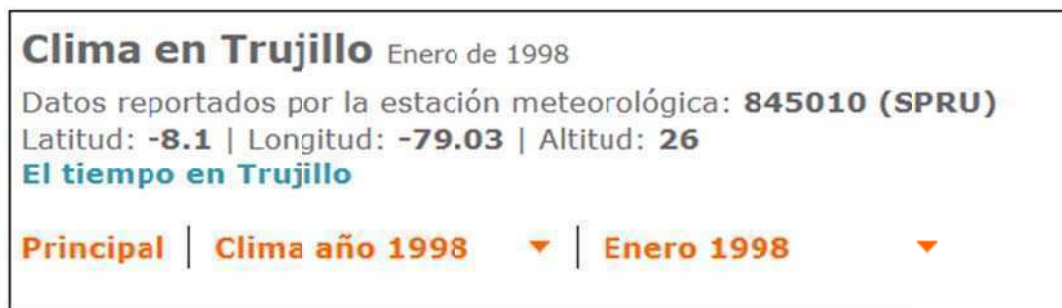 Clima en Trujillo Enero de 1998
Datos reportados por la estación meteorológica: 845010 (SPRU)
Latitud: -8.1 | Longitud: -79.03 | Altitud: 26
El tiempo en Trujillo
Principal | Clima año 1998 | Enero 1998